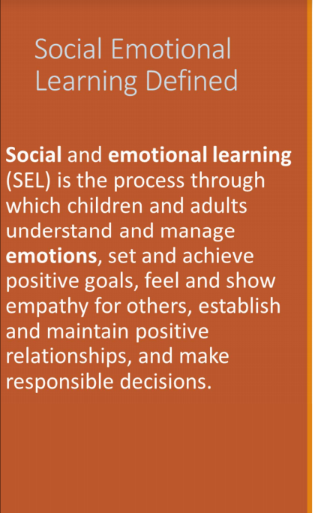 Social Emotional
Learning Defined
Social and emotional learning
(SEL) is the process through
which children and adults
understand and manage
emotions, set and achieve
positive goals, feel and show
empathy for others, establish
and maintain positive
relationships, and make
responsible decisions.